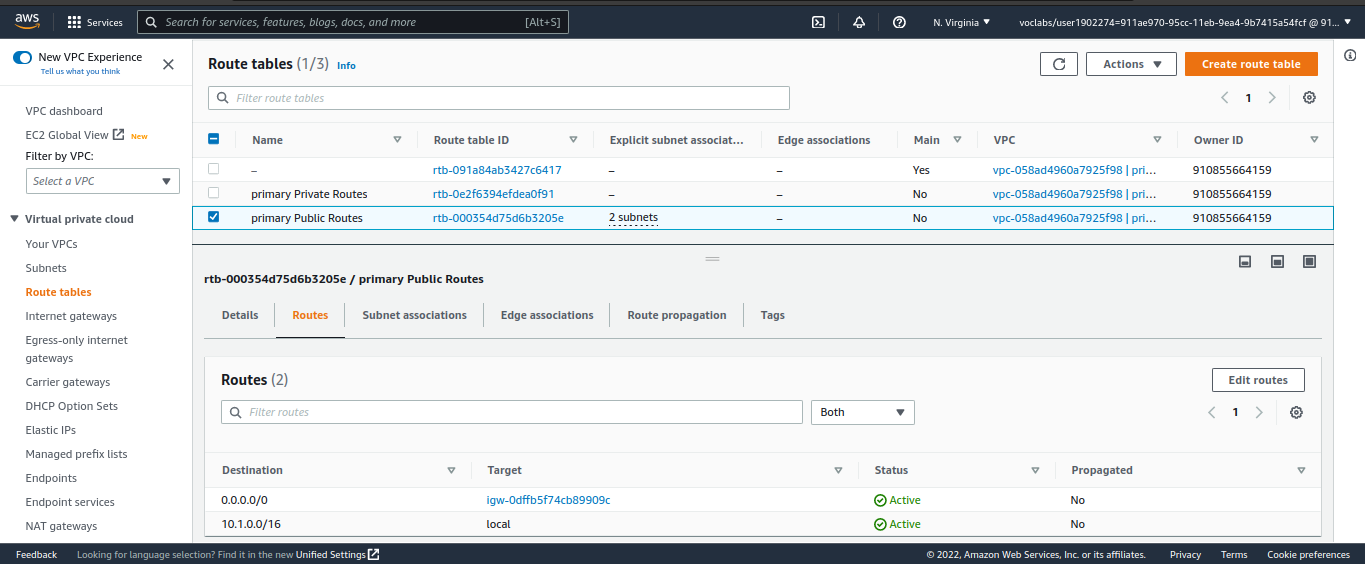 aws Services Search for services, features, blogs, docs, and more [Alt+S] N. Virginia voclabs/user1902274=911ae970-95cc-11eb-9ea4-9b7415a54fcf @ 91...
New VPC Experience
Tell us what you think
VPC dashboard
EC2 Global View New
Filter by VPC:
Select a VPC
Virtual private cloud
Your VPCs
Subnets
Route tables
Internet gateways
Egress-only internet
gateways
Carrier gateways
DHCP Option Sets
Elastic IPs
Managed prefix lists
Endpoints
Endpoint services
NAT gateways
Route tables (1/3) Info Actions Create route table
Filter route tables 1
Name Route table ID Explicit subnet associat... Edge associations Main VPC Owner ID
– rtb-091a84ab3427c6417 – – Yes vpc-058ad4960a7925f98 | pri... 910855664159
primary Private Routes rtb-0e2f6394efdea0f91 – – No vpc-058ad4960a7925f98 | pri... 910855664159
primary Public Routes rtb-000354d75d6b3205e 2 subnets – No vpc-058ad4960a7925f98 | pri... 910855664159
rtb-000354d75d6b3205e / primary Public Routes
Details Routes Subnet associations Edge associations Route propagation Tags
Routes (2) Edit routes
Filter routes Both 1
Destination Target Status Propagated
0.0.0.0/0 igw-0dffb5f74cb89909c Active No
10.1.0.0/16 local Active No
Feedback Looking for language selection? Find it in the new Unified Settings © 2022, Amazon Web Services, Inc. or its affiliates. Privacy Terms Cookie preferences